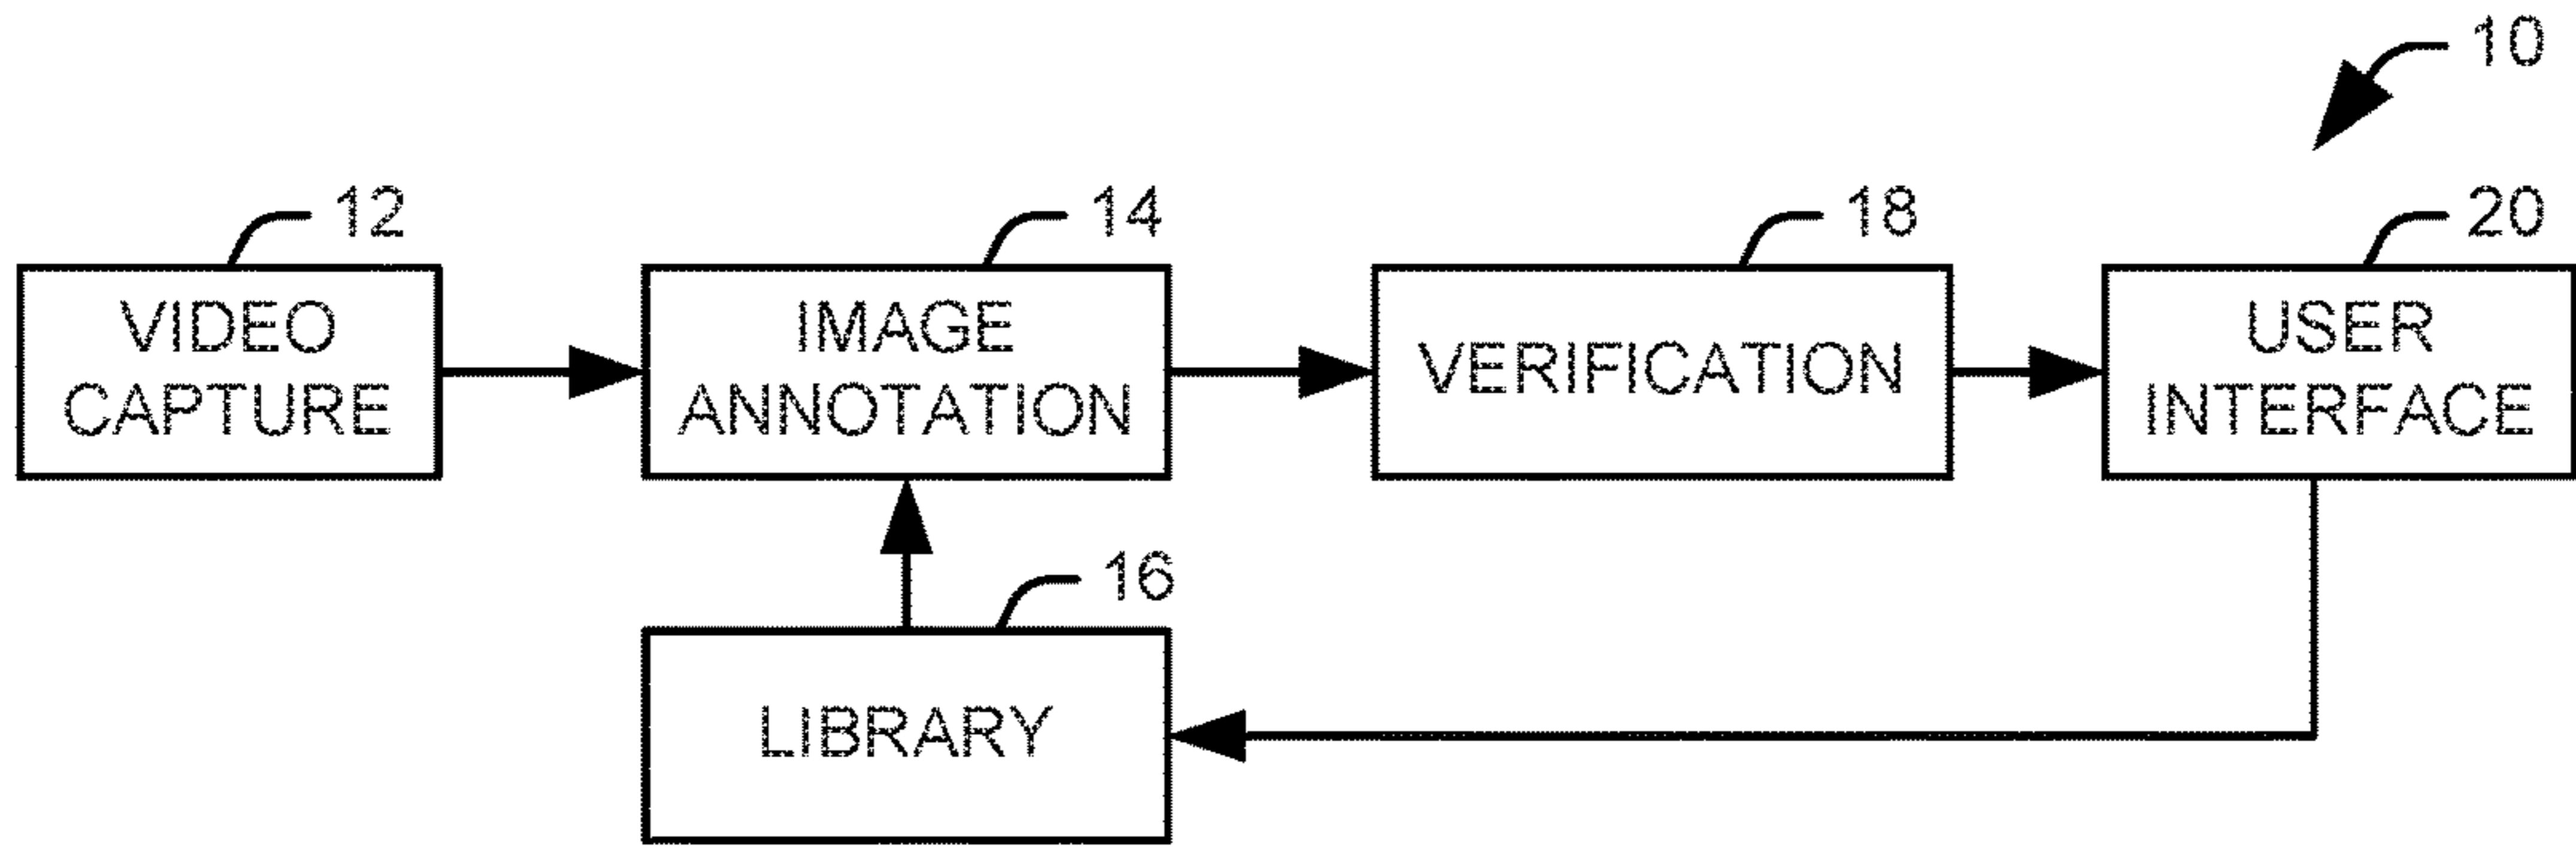 10
12
14
18
20
VIDEO
CAPTURE
IMAGE
ANNOTATION
VERIFICATION
USER
INTERFACE
16
LIBRARY